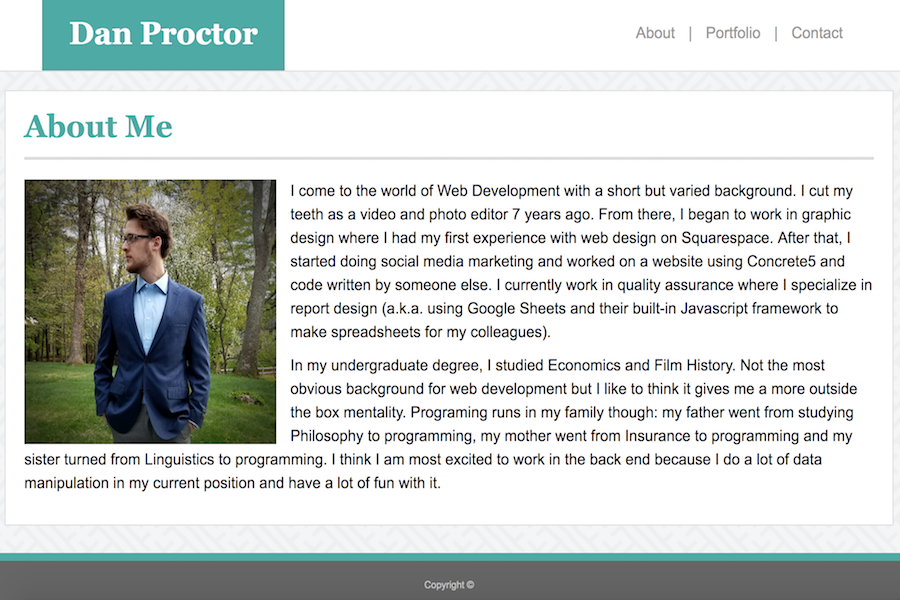 Dan Proctor
About | Portfolio | Contact
About Me
I come to the world of Web Development with a short but varied background. I cut my
teeth as a video and photo editor 7 years ago. From there, I began to work in graphic
design where I had my first experience with web design on Squarespace. After that, I
started doing social media marketing and worked on a website using Concrete5 and
code written by someone else. I currently work in quality assurance where I specialize in
report design (a.k.a. using Google Sheets and their built-in Javascript framework to
make spreadsheets for my colleagues).
In my undergraduate degree, I studied Economics and Film History. Not the most
obvious background for web development but I like to think it gives me a more outside
the box mentality. Programing runs in my family though: my father went from studying
Philosophy to programming, my mother went from Insurance to programming and my
sister turned from Linguistics to programming. I think I am most excited to work in the back end because I do a lot of data
manipulation in my current position and have a lot of fun with it.
Copyright ©